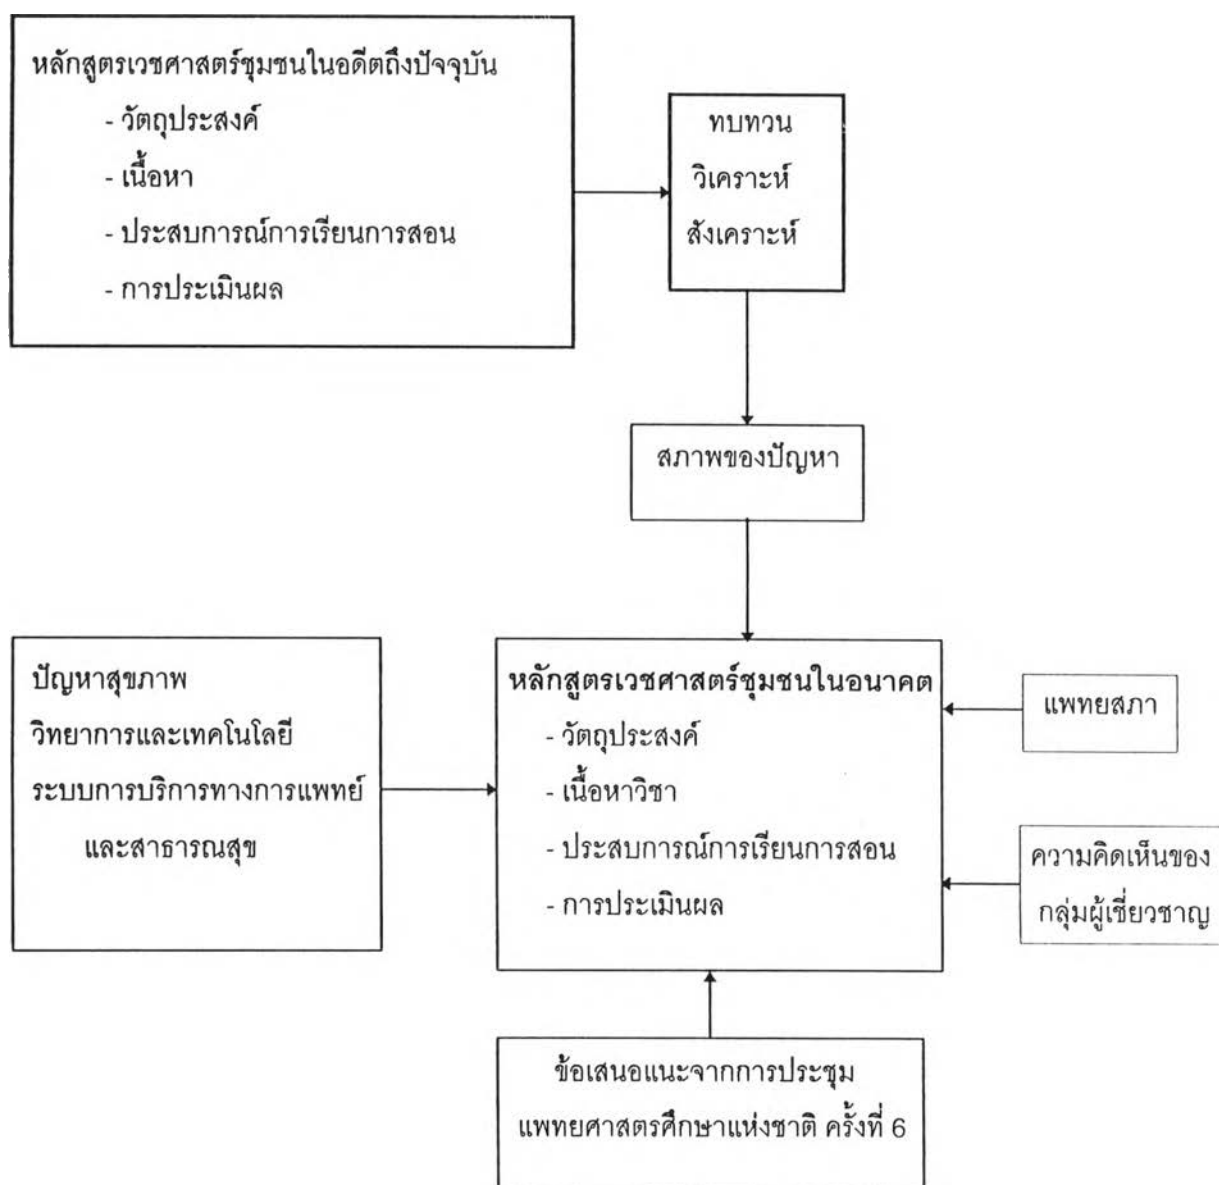 หลักสูตรเวชศาสตร์ชุมชนในอดีตถึงปัจจุบัน
- วัตถุประสงค์
- เนื้อหา
- ประสบการณ์การเรียนการสอน
- การประเมินผล
ทบทวน
วิเคราะห์
สังเคราะห์
สภาพของปัญหา
ปัญหาสุขภาพ
วิทยาการและเทคโนโลยี
ระบบการบริการทางการแพทย์
และสาธารณสุข
หลักสูตรเวชศาสตร์ชุมชนในอนาคต
- วัตถุประสงค์
- เนื้อหาวิชา
- ประสบการณ์การเรียนการสอน
- การประเมินผล
แพทยสภา
ความคิดเห็นของ
กลุ่มผู้เชี่ยวชาญ
ข้อเสนอแนะจากการประชุม
แพทยศาสตรศึกษาแห่งชาติ ครั้งที่ 6